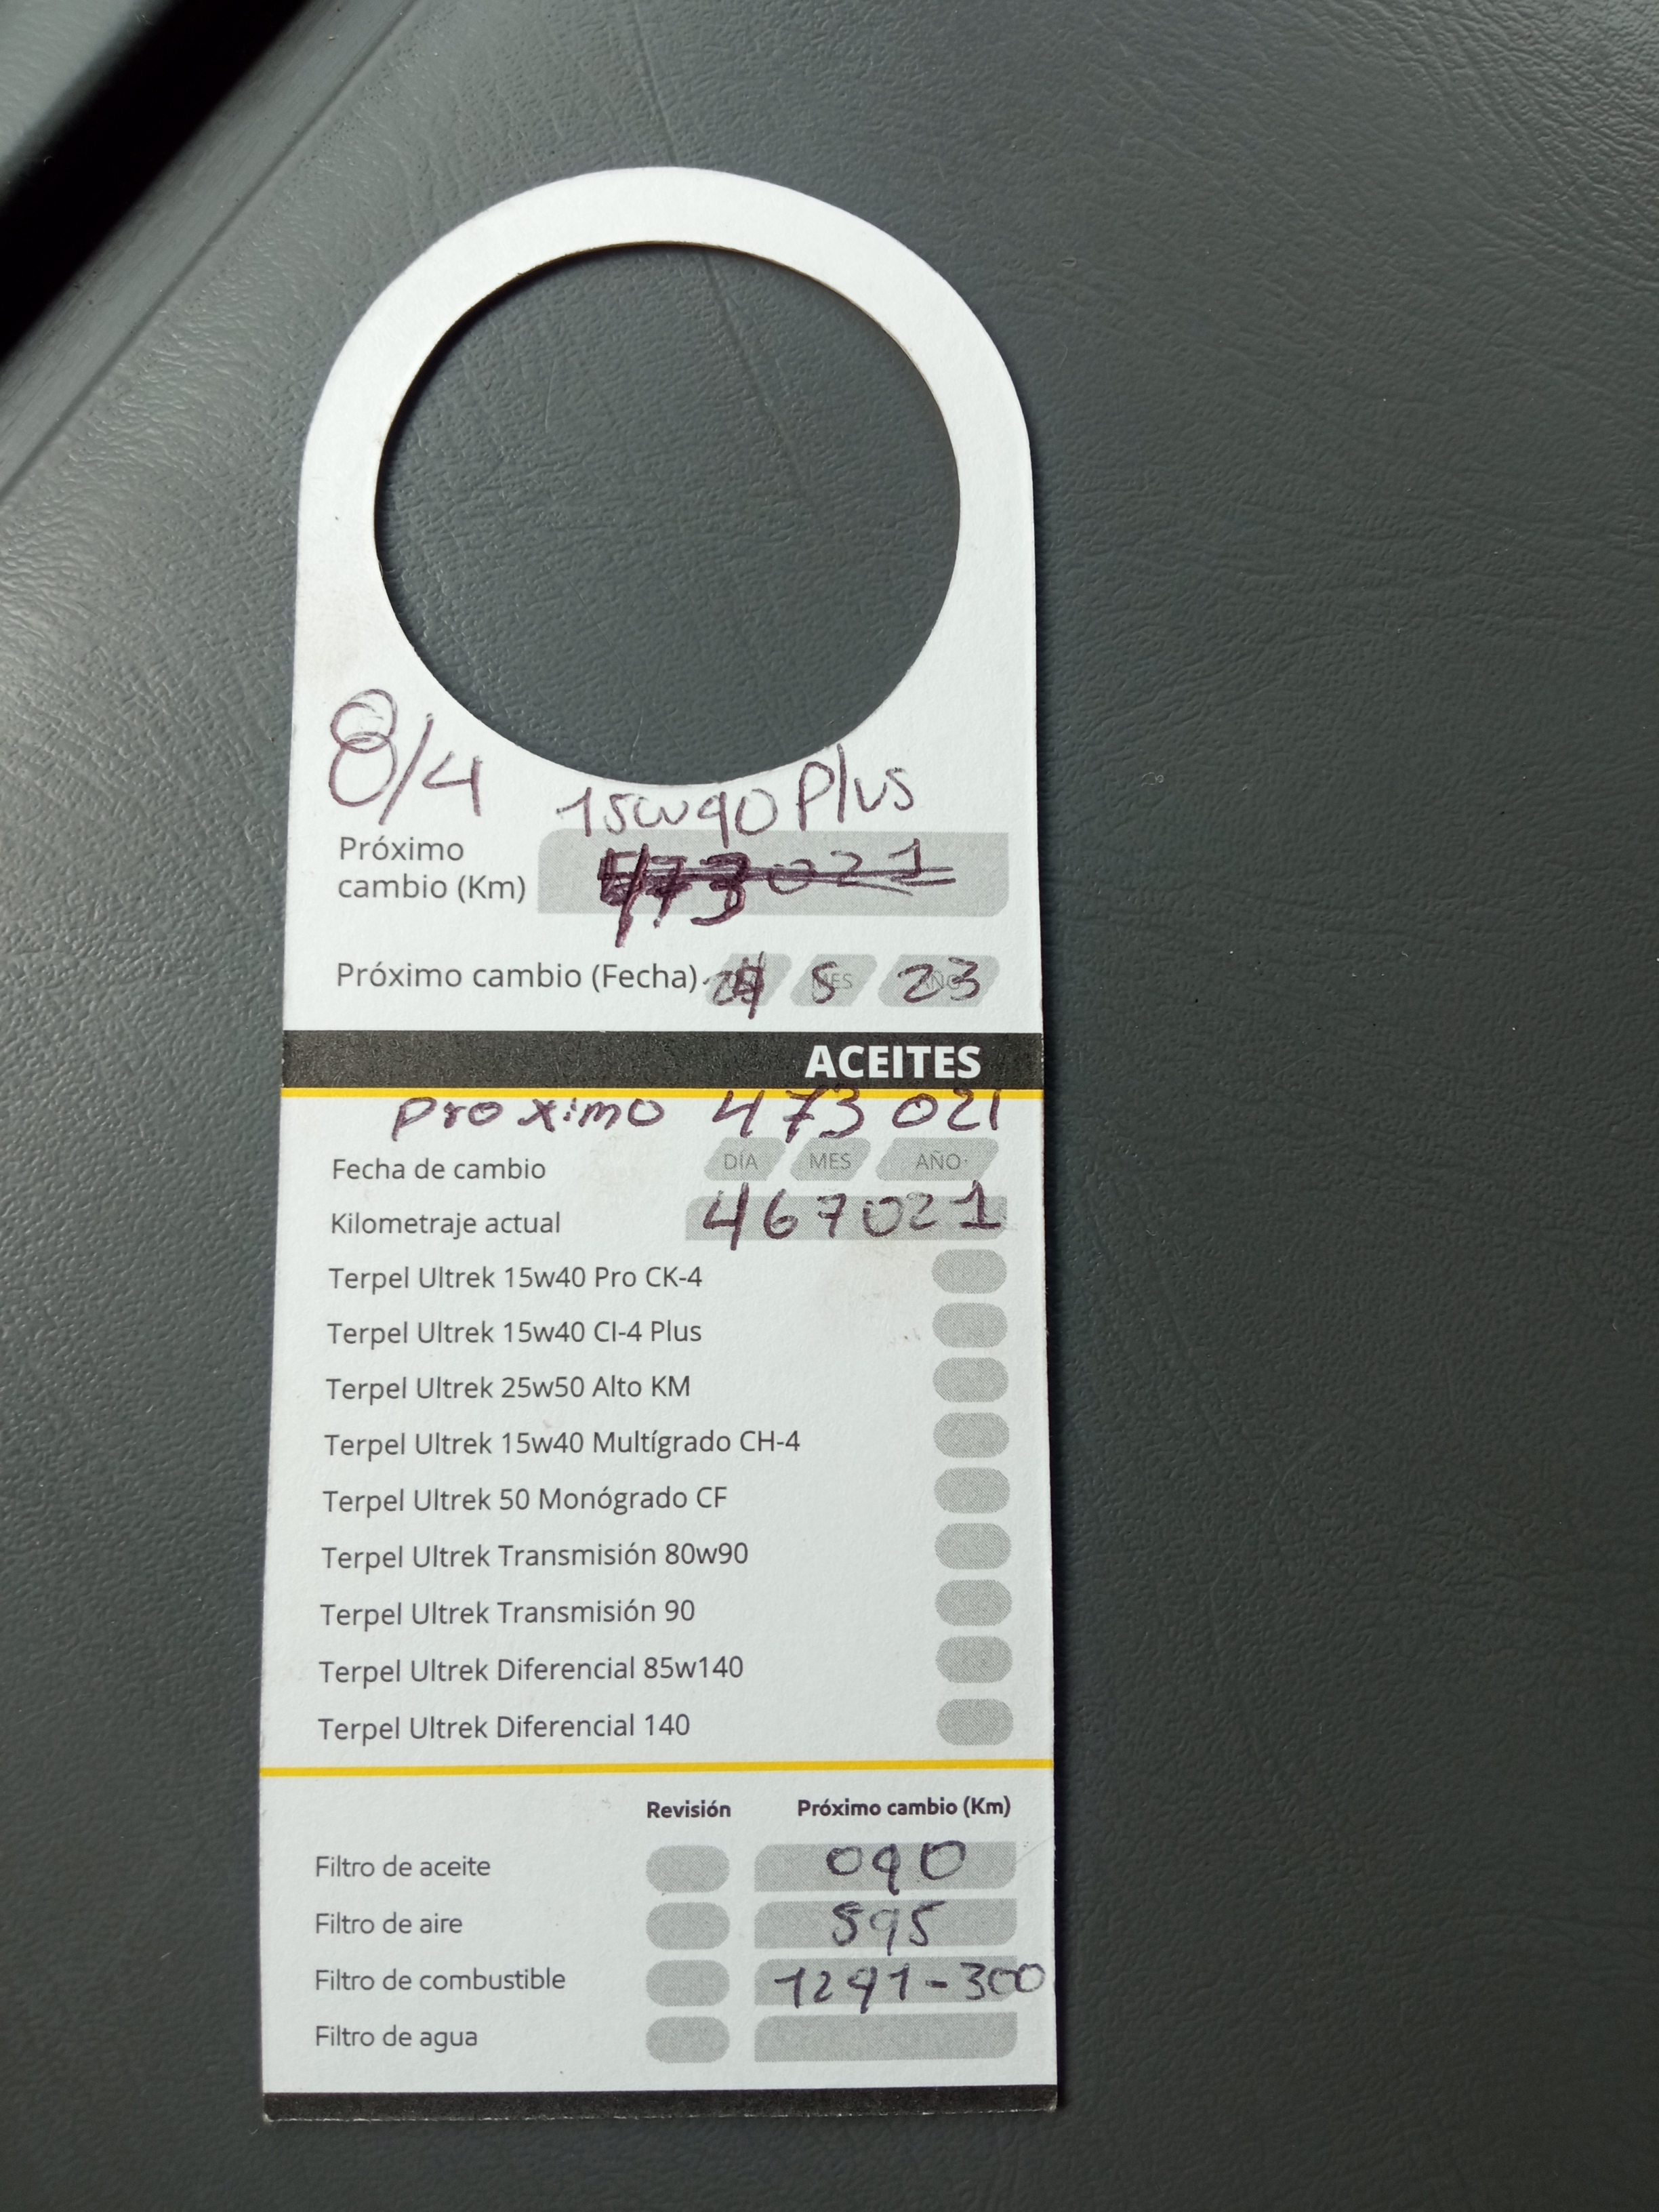 8/4
15w40 Plus
Próximo
cambio (Km) 473021
Próximo cambio (Fecha) 5 23
ACEITES
Proximo 473021
Fecha de cambio DÍA MES AÑO
Kilometraje actual 467021
Terpel Ultrek 15w40 Pro CK-4
Terpel Ultrek 15w40 CI-4 Plus
Terpel Ultrek 25w50 Alto KM
Terpel Ultrek 15w40 Multígrado CH-4
Terpel Ultrek 50 Monógrado CF
Terpel Ultrek Transmisión 80w90
Terpel Ultrek Transmisión 90
Terpel Ultrek Diferencial 85w140
Terpel Ultrek Diferencial 140
Revisión Próximo cambio (Km)
Filtro de aceite 090
Filtro de aire 595
Filtro de combustible 1291-300
Filtro de agua